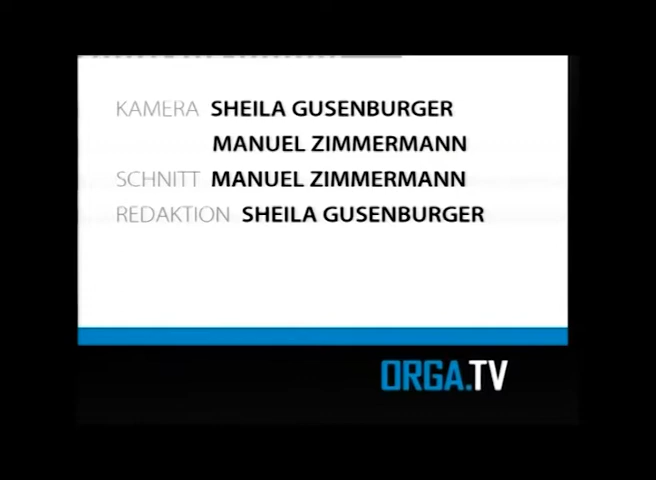 KAMERA SHEILA GUSENBURGER
MANUEL ZIMMERMANN
SCHNITT MANUEL ZIMMERMANN
REDAKTION SHEILA GUSENBURGER
ORGA.TV